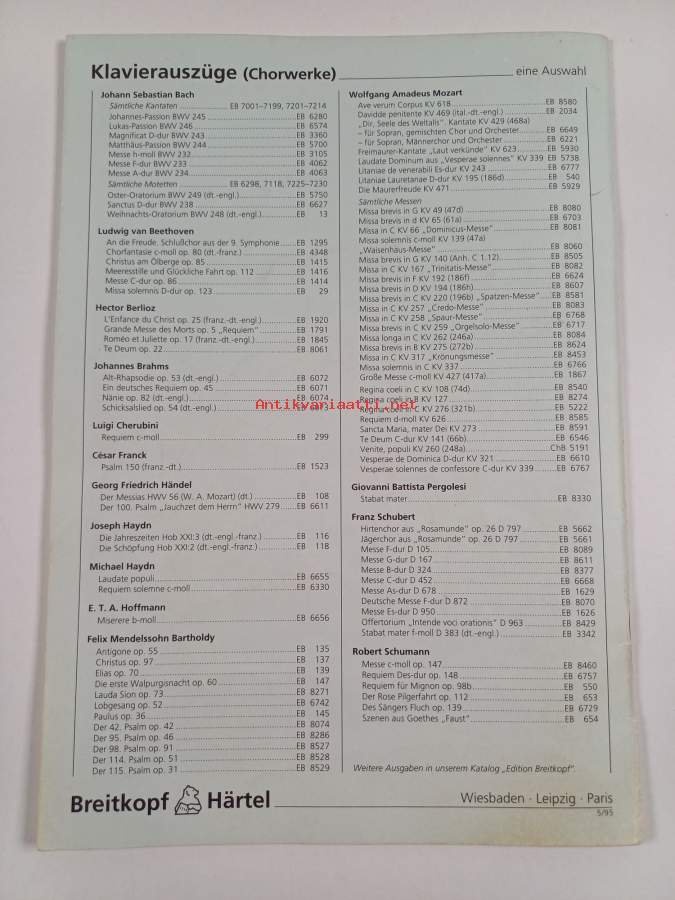 Klavierauszüge (Chorwerke) eine Auswahl
Johann Sebastian Bach
Sämtliche Kantaten EB 7001–7199, 7201–7214
Johannes-Passion BWV 245 EB 6280
Lukas-Passion BWV 246 EB 6574
Magnificat D-dur BWV 243 EB 3360
Matthäus-Passion BWV 244 EB 5700
Messe h-moll BWV 232 EB 3105
Messe F-dur BWV 233 EB 4062
Messe A-dur BWV 234 EB 4063
Sämtliche Motetten EB 6298, 7118, 7225–7230
Oster-Oratorium BWV 249 (dt.-engl.) EB 5750
Sanctus D-dur BWV 238 EB 6627
Weihnachts-Oratorium BWV 248 (dt.-engl.) EB 13
Ludwig van Beethoven
An die Freude. Schlußchor aus der 9. Symphonie EB 1295
Chorfantasie c-moll op. 80 (dt.-franz.) EB 4348
Christus am Ölberge op. 85 EB 1415
Meeresstille und Glückliche Fahrt op. 112 EB 1416
Messe C-dur op. 86 EB 1414
Missa solemnis D-dur op. 123 EB 29
Hector Berlioz
L'Enfance du Christ op. 25 (franz.-dt.-engl.) EB 1920
Grande Messe des Morts op. 5 „Requiem“ EB 1791
Roméo et Juliette op. 17 (franz.-dt.-engl.) EB 1845
Te Deum op. 22 EB 8061
Johannes Brahms
Alt-Rhapsodie op. 53 (dt.-engl.) EB 6072
Ein deutsches Requiem op. 45 EB 6071
Nänie op. 82 (dt.-engl.) EB 6074
Schicksalslied op. 54 (dt.-engl.) EB 6073
Luigi Cherubini
Requiem c-moll EB 299
César Franck
Psalm 150 (franz.-dt.) EB 1523
Georg Friedrich Händel
Der Messias HWV 56 (W. A. Mozart) (dt.) EB 108
Der 100. Psalm „Jauchzet dem Herrn“ HWV 279 EB 6611
Joseph Haydn
Die Jahreszeiten Hob XXI:3 (dt.-engl.-franz.) EB 116
Die Schöpfung Hob XXI:2 (dt.-engl.-franz.) EB 118
Michael Haydn
Laudate populi EB 6655
Requiem solemne c-moll EB 6330
E. T. A. Hoffmann
Miserere b-moll EB 6656
Felix Mendelssohn Bartholdy
Antigone op. 55 EB 135
Christus op. 97 EB 137
Elias op. 70 EB 139
Die erste Walpurgisnacht op. 60 EB 147
Lauda Sion op. 73 EB 8271
Lobgesang op. 52 EB 6742
Paulus op. 36 EB 145
Der 42. Psalm op. 42 EB 8074
Der 95. Psalm op. 46 EB 8286
Der 98. Psalm op. 91 EB 8527
Der 114. Psalm op. 51 EB 8528
Der 115. Psalm op. 31 EB 8529
Wolfgang Amadeus Mozart
Ave verum Corpus KV 618 EB 8580
Davidde penitente KV 469 (ital.-dt.-engl.) EB 2034
„Dir, Seele des Weltalls“. Kantate KV 429 (468a)
– für Sopran, gemischten Chor und Orchester EB 6649
– für Sopran, Männerchor und Orchester EB 6221
Freimaurer-Kantate „Laut verkünde“ KV 623 EB 5930
Laudate Dominum aus „Vesperae solennes“ KV 339 EB 5738
Litaniae de venerabili Es-dur KV 243 EB 6777
Litaniae Lauretanae D-dur KV 195 (186d) EB 540
Die Maurerfreude KV 471 EB 5929
Sämtliche Messen
Missa brevis in G KV 49 (47d) EB 8080
Missa brevis in d KV 65 (61a) EB 6703
Missa in C KV 66 „Dominicus-Messe“ EB 8081
Missa solemnis c-moll KV 139 (47a)
„Waisenhaus-Messe“ EB 8060
Missa brevis in G KV 140 (Anh. C 1.12) EB 8505
Missa in C KV 167 „Trinitatis-Messe“ EB 8082
Missa brevis in F KV 192 (186f) EB 6624
Missa brevis in D KV 194 (186h) EB 8607
Missa brevis in C KV 220 (196b) „Spatzen-Messe“ EB 8581
Missa in C KV 257 „Credo-Messe“ EB 8083
Missa in C KV 258 „Spaur-Messe“ EB 6768
Missa brevis in C KV 259 „Orgelsolo-Messe“ EB 6717
Missa longa in C KV 262 (246a) EB 8084
Missa brevis in B KV 275 (272b) EB 8624
Missa in C KV 317 „Krönungsmesse“ EB 8453
Missa solemnis in C KV 337 EB 6766
Große Messe c-moll KV 427 (417a) EB 1867
Regina coeli in C KV 108 (74d) EB 8540
Regina coeli in B KV 127 EB 8274
Regina coeli in C KV 276 (321b) EB 5222
Requiem d-moll KV 626 EB 8585
Sancta Maria, mater Dei KV 273 EB 8591
Te Deum C-dur KV 141 (66b) EB 6546
Venite, populi KV 260 (248a) ChB 5191
Vesperae de Dominica D-dur KV 321 EB 6610
Vesperae solennes de confessore C-dur KV 339 EB 6767
Giovanni Battista Pergolesi
Stabat mater EB 8330
Franz Schubert
Hirtenchor aus „Rosamunde“ op. 26 D 797 EB 5662
Jägerchor aus „Rosamunde“ op. 26 D 797 EB 5661
Messe F-dur D 105 EB 8089
Messe G-dur D 167 EB 8611
Messe B-dur D 324 EB 8377
Messe C-dur D 452 EB 6668
Messe As-dur D 678 EB 1629
Deutsche Messe F-dur D 872 EB 8070
Messe Es-dur D 950 EB 1626
Offertorium „Intende voci orationis“ D 963 EB 8429
Stabat mater f-moll D 383 (dt.-engl.) EB 3342
Robert Schumann
Messe c-moll op. 147 EB 8460
Requiem Des-dur op. 148 EB 6757
Requiem für Mignon op. 98b EB 550
Der Rose Pilgerfahrt op. 112 EB 653
Des Sängers Fluch op. 139 EB 6729
Szenen aus Goethes „Faust“ EB 654
Weitere Ausgaben in unserem Katalog „Edition Breitkopf“.
Antikvariaatti.net
Breitkopf Härtel Wiesbaden · Leipzig · Paris
5/95